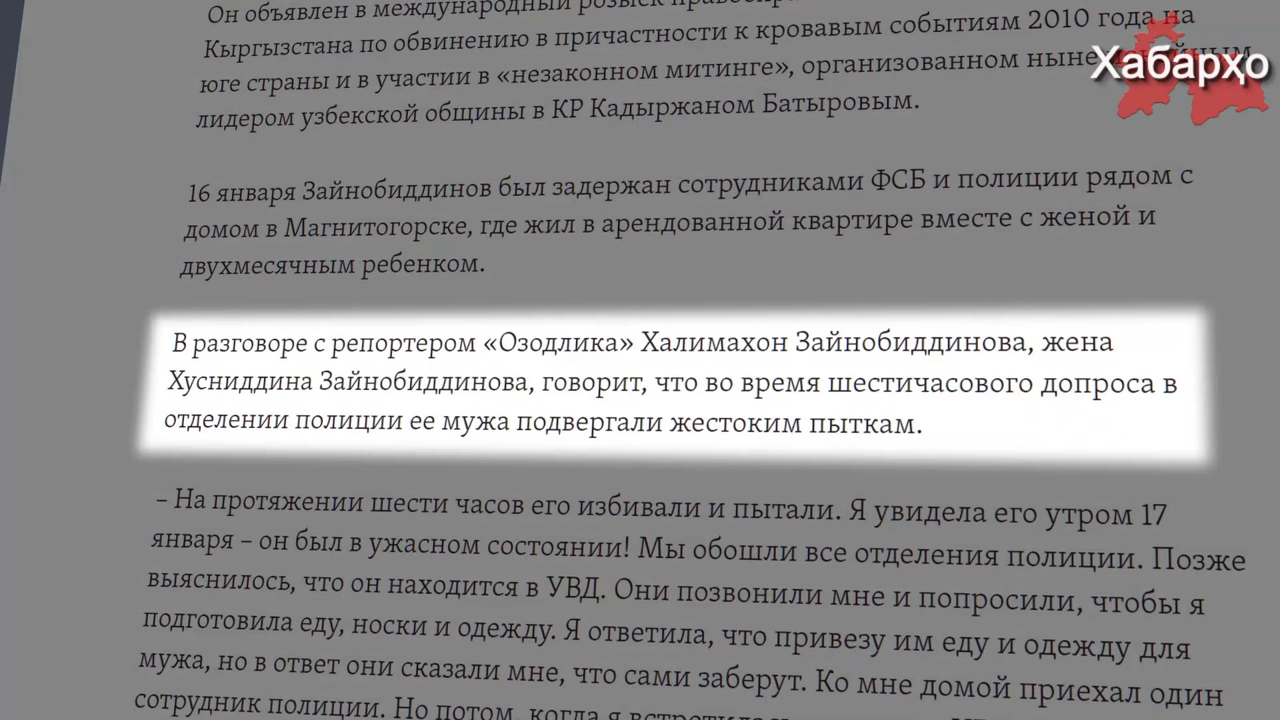 Он объявлен в международный розыск
Кыргызстана по обвинению в причастности к кровавым событиям 2010 года на
юге страны и в участии в «незаконном митинге», организованном ныне
лидером узбекской общины в КР Кадыржаном Батыровым.
Хабарҳо
16 января Зайнобиддинов был задержан сотрудниками ФСБ и полиции рядом с
домом в Магнитогорске, где жил в арендованной квартире вместе с женой и
двухмесячным ребенком.
В разговоре с репортером «Озодлика» Халимахон Зайнобиддинова, жена
Хусниддина Зайнобиддинова, говорит, что во время шестичасового допроса в
отделении полиции ее мужа подвергали жестоким пыткам.
– На протяжении шести часов его избивали и пытали. Я увидела его утром 17
января – он был в ужасном состоянии! Мы обошли все отделения полиции. Позже
выяснилось, что он находится в УВД. Они позвонили мне и попросили, чтобы я
подготовила еду, носки и одежду. Я ответила, что привезу им еду и одежду для
мужа, но в ответ они сказали мне, что сами заберут. Ко мне домой приехал один
сотрудник полиции. Но потом, когда я